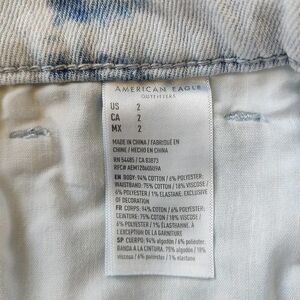 AMERICAN EAGLE
OUTFITTERS
US 2
CA 2
MX 2
MADE IN CHINA / FABRIQUÉ EN
CHINE / HECHO EN CHINA
RN 54485 / CA 83873
EN BODY: 94% COTTON / 6% POLYESTER;
WAISTBAND: 75% COTTON / 18% VISCOSE /
6% POLYESTER / 1% ELASTANE. EXCLUSIVE
OF DECORATION
FR CORPS: 94% COTON / 6% POLYESTER;
CEINTURE: 75% COTON / 18% VISCOSE /
6% POLYESTER / 1% ÉLASTHANNE. À
L'EXCEPTION DE LA GARNITURE
SP CUERPO: 94% algodón / 6% poliéster;
BANDA A LA CINTURA: 75% algodón / 18%
viscosa / 6% poliéster / 1% elastano